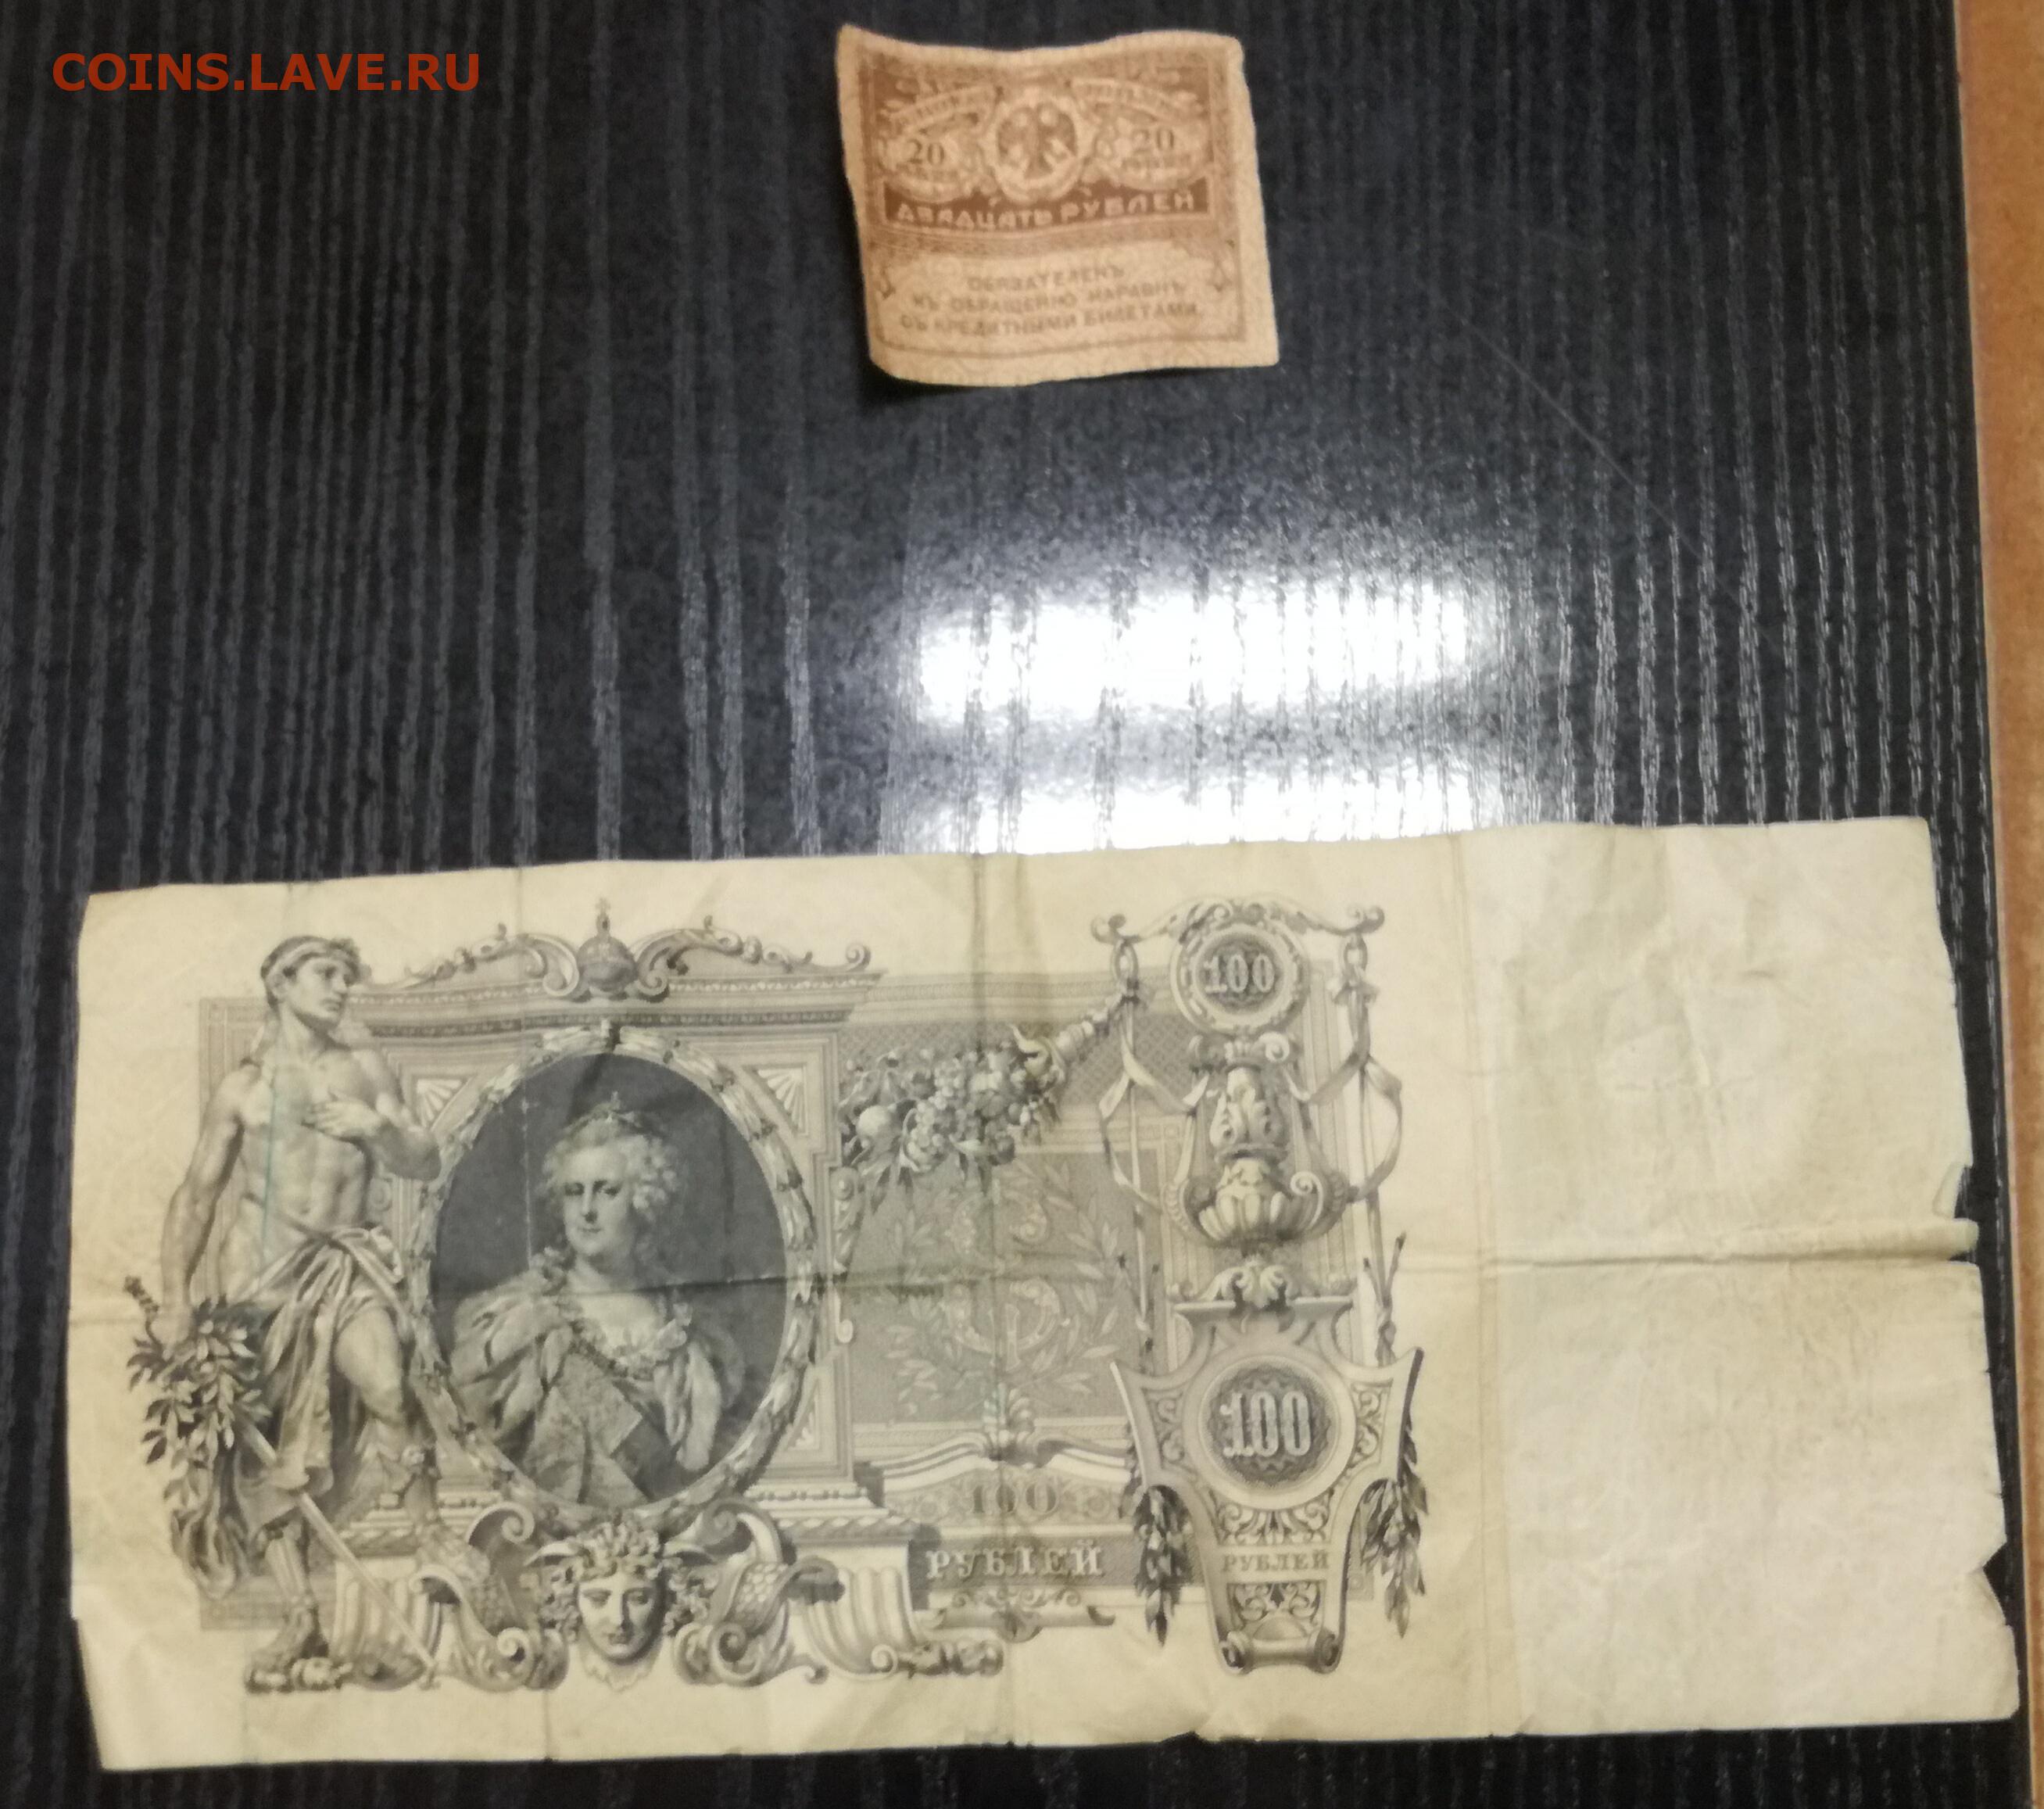 COINS.LAVE.RU
20
20
ДВАДЦАТЬ РУБЛЕЙ
ОБЯЗАТЕЛЕНЪ
КЪ ОБРАЩЕНІЮ НАРАВНѢ
СЪ КРЕДИТНЫМИ БИЛЕТАМИ.
100
100
100
РУБЛЕЙ
РУБЛЕЙ